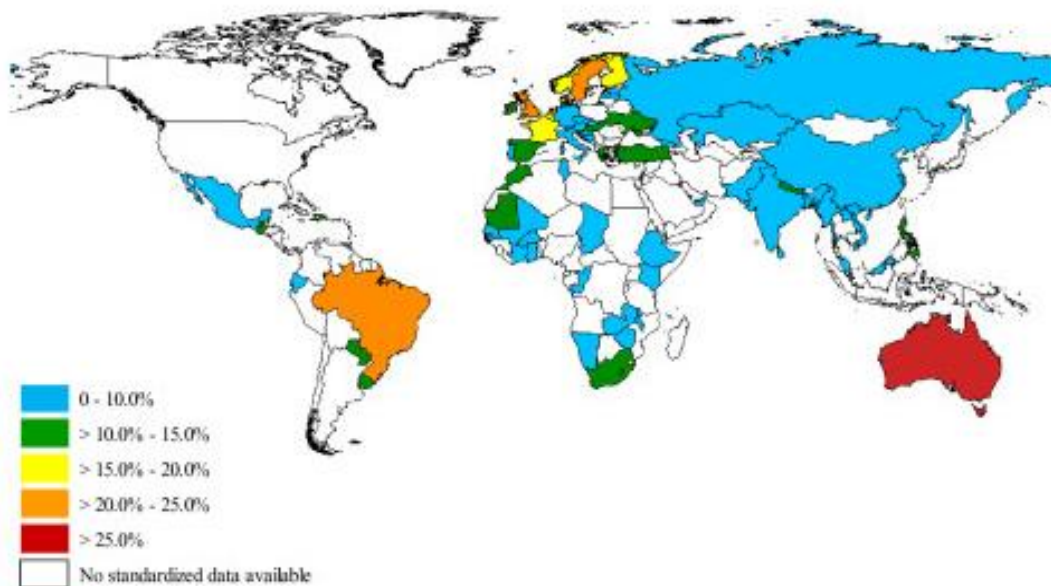 0 - 10.0%
> 10.0% - 15.0%
> 15.0% - 20.0%
> 20.0% - 25.0%
> 25.0%
No standardized data available